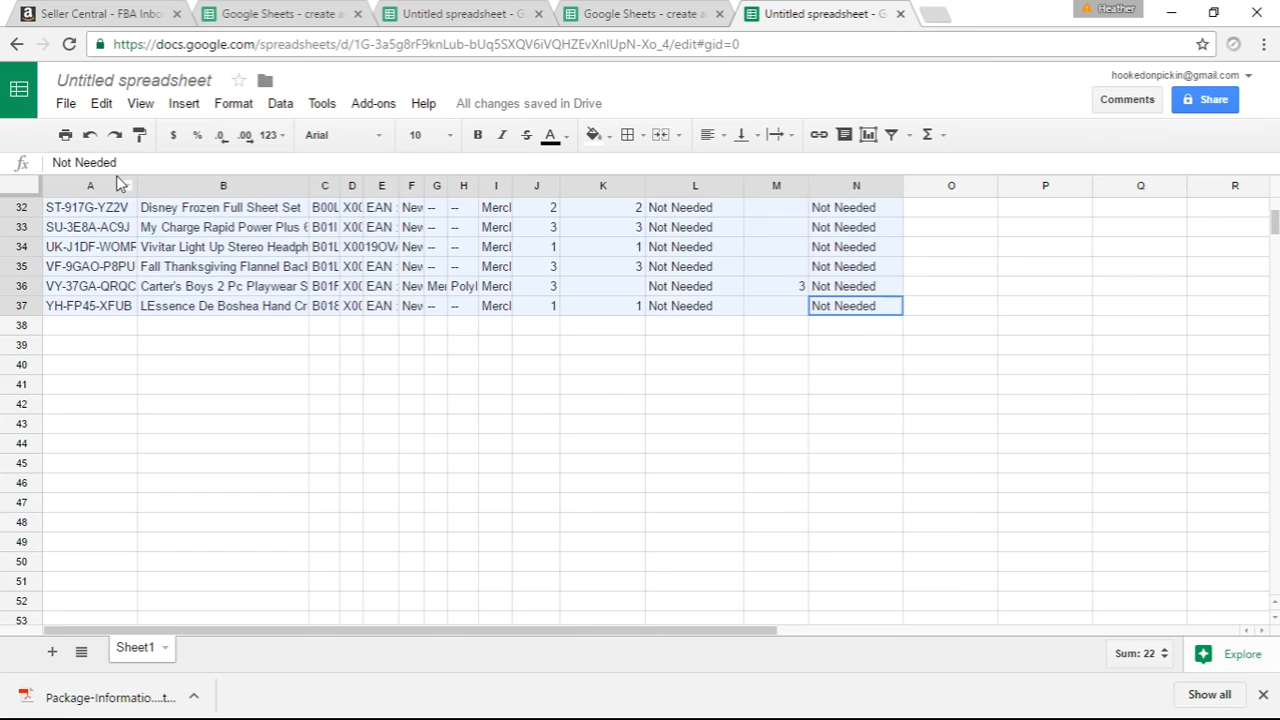 Seller Central - FBA Inbo
Google Sheets - create a
Untitled spreadsheet - G
Google Sheets - create a
Untitled spreadsheet - G
Heather
https://docs.google.com/spreadsheets/d/1G-3a5g8rF9knLub-bUq5SXQV6iVQHZEvXnIUpN-Xo_4/edit#gid=0
Untitled spreadsheet
hookedonpickin@gmail.com
File Edit View Insert Format Data Tools Add-ons Help All changes saved in Drive
Comments Share
$ % .0 .00 123 Arial 10 B I S A Σ
fx Not Needed
A B C D E F G H I J K L M N O P Q R
32 ST-917G-YZ2V Disney Frozen Full Sheet Set B00L X00 EAN : New -- -- Mercl 2 2 Not Needed Not Needed
33 SU-3E8A-AC9J My Charge Rapid Power Plus 6 B01I X00 EAN : New -- -- Mercl 3 3 Not Needed Not Needed
34 UK-J1DF-WOMF Vivitar Light Up Stereo Headph B01L X0019OVA New -- -- Mercl 1 1 Not Needed Not Needed
35 VF-9GAO-P8PU Fall Thanksgiving Flannel Back B01L X00 EAN : New -- -- Mercl 3 3 Not Needed Not Needed
36 VY-37GA-QRQC Carter's Boys 2 Pc Playwear S B01F X00 EAN : New Mer Polyl Mercl 3 Not Needed 3 Not Needed
37 YH-FP45-XFUB LEssence De Boshea Hand Cr B018 X00 EAN : New -- -- Mercl 1 1 Not Needed Not Needed
38
39
40
41
42
43
44
45
46
47
48
49
50
51
52
53
+ Sheet1 Sum: 22 Explore
Package-Informatio....t... Show all